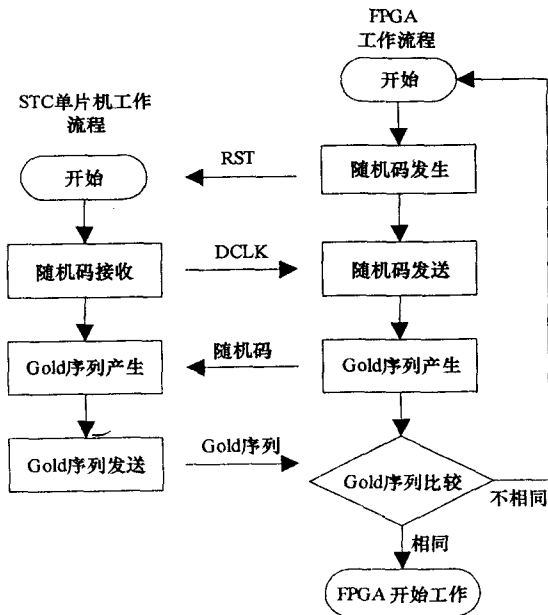 FPGA
工作流程
开始
STC单片机工作
流程
RST
随机码发生
开始
随机码接收
DCLK
随机码发送
Gold序列产生
随机码
Gold序列产生
Gold序列发送
Gold序列
Gold序列比较
不相同
相同
FPGA 开始工作